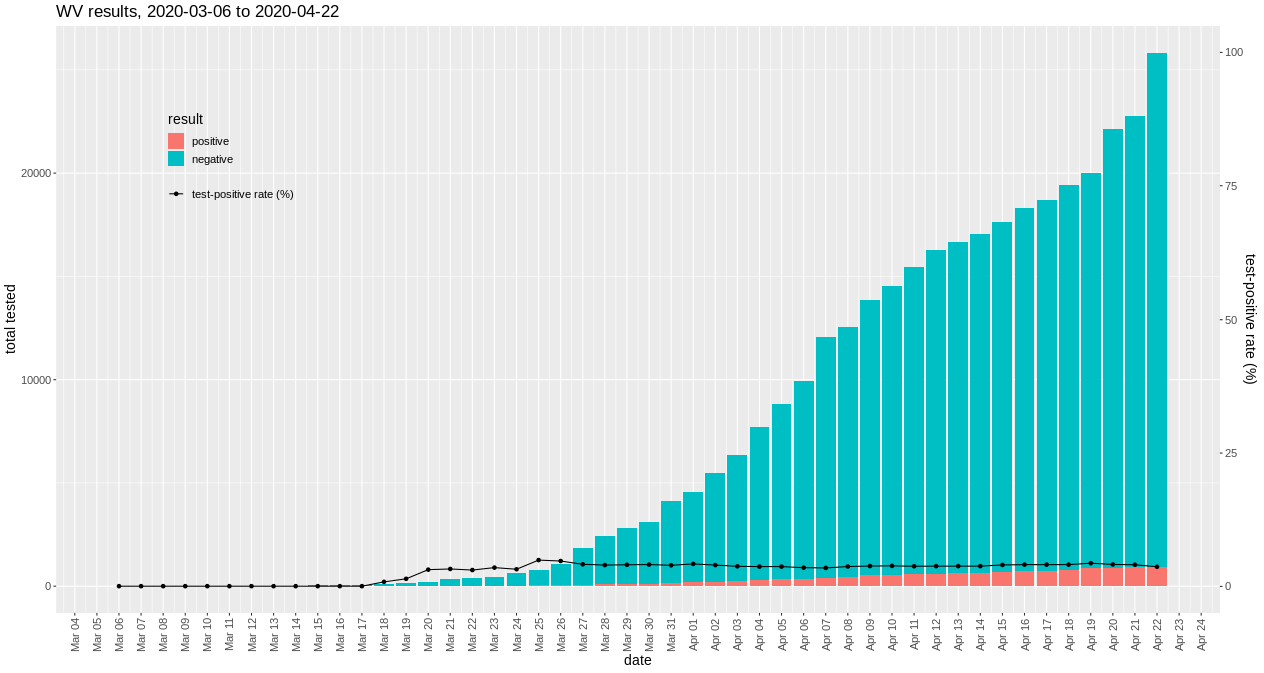 WV results, 2020-03-06 to 2020-04-22
result
positive
negative
test-positive rate (%)
total tested
20000
10000
0
100
75
50
25
0
test-positive rate (%)
Mar 04
Mar 05
Mar 06
Mar 07
Mar 08
Mar 09
Mar 10
Mar 11
Mar 12
Mar 13
Mar 14
Mar 15
Mar 16
Mar 17
Mar 18
Mar 19
Mar 20
Mar 21
Mar 22
Mar 23
Mar 24
Mar 25
Mar 26
Mar 27
Mar 28
Mar 29
Mar 30
Mar 31
Apr 01
Apr 02
Apr 03
Apr 04
Apr 05
Apr 06
Apr 07
Apr 08
Apr 09
Apr 10
Apr 11
Apr 12
Apr 13
Apr 14
Apr 15
Apr 16
Apr 17
Apr 18
Apr 19
Apr 20
Apr 21
Apr 22
Apr 23
Apr 24
date